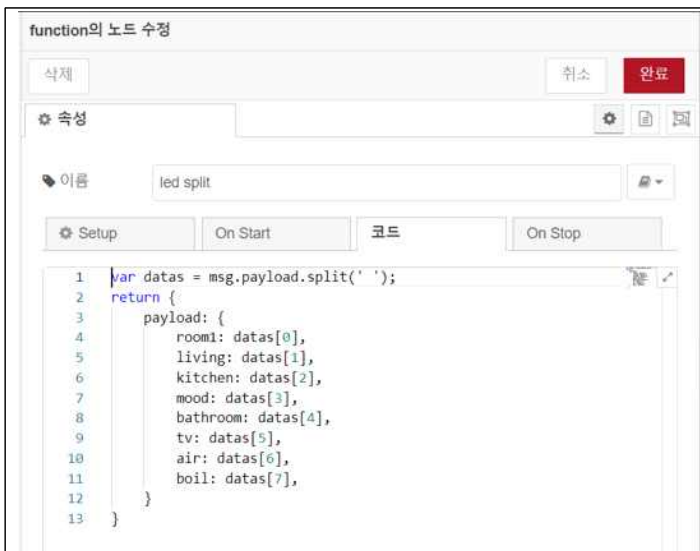 function의 노드 수정
삭제
취소
완료
속성
이름
led split
Setup
On Start
코드
On Stop
1 var datas = msg.payload.split(' ');
2 return {
3 payload: {
4 room1: datas[0],
5 living: datas[1],
6 kitchen: datas[2],
7 mood: datas[3],
8 bathroom: datas[4],
9 tv: datas[5],
10 air: datas[6],
11 boil: datas[7],
12 }
13 }